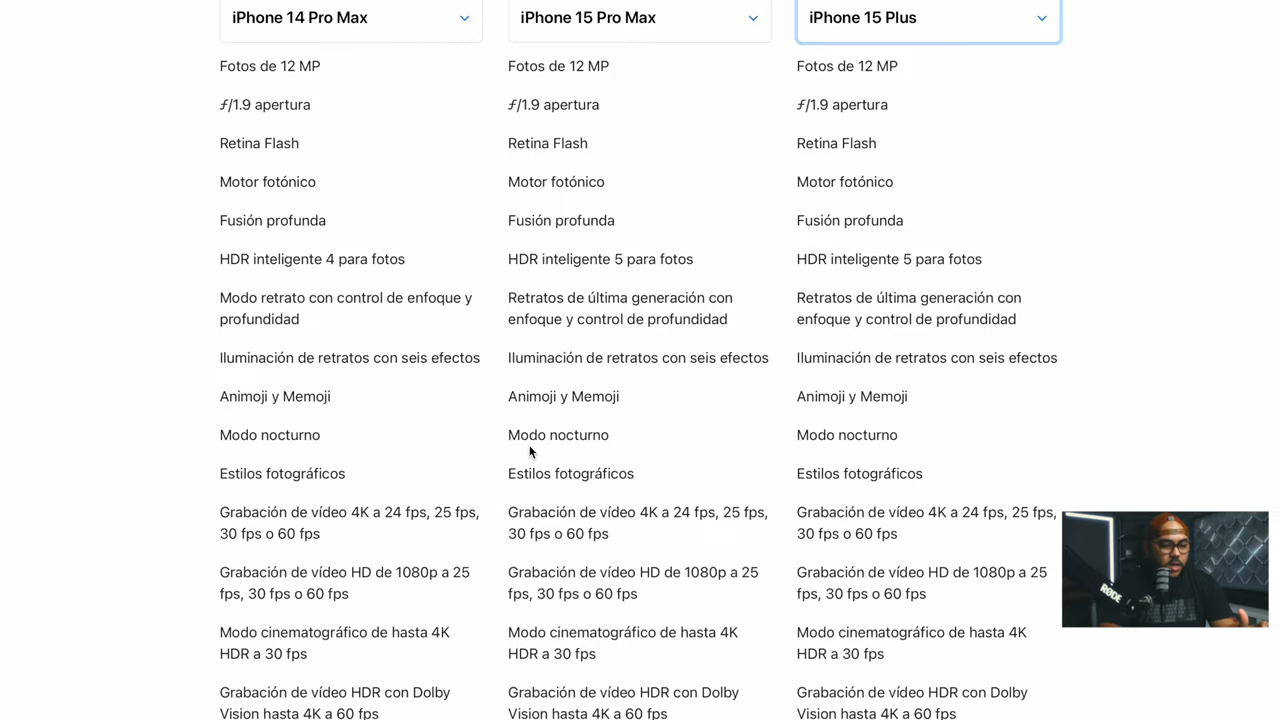 iPhone 14 Pro Max
iPhone 15 Pro Max
iPhone 15 Plus
Fotos de 12 MP
Fotos de 12 MP
Fotos de 12 MP
ƒ/1.9 apertura
ƒ/1.9 apertura
ƒ/1.9 apertura
Retina Flash
Retina Flash
Retina Flash
Motor fotónico
Motor fotónico
Motor fotónico
Fusión profunda
Fusión profunda
Fusión profunda
HDR inteligente 4 para fotos
HDR inteligente 5 para fotos
HDR inteligente 5 para fotos
Modo retrato con control de enfoque y
profundidad
Retratos de última generación con
enfoque y control de profundidad
Retratos de última generación con
enfoque y control de profundidad
Iluminación de retratos con seis efectos
Iluminación de retratos con seis efectos
Iluminación de retratos con seis efectos
Animoji y Memoji
Animoji y Memoji
Animoji y Memoji
Modo nocturno
Modo nocturno
Modo nocturno
Estilos fotográficos
Estilos fotográficos
Estilos fotográficos
Grabación de vídeo 4K a 24 fps, 25 fps,
30 fps o 60 fps
Grabación de vídeo 4K a 24 fps, 25 fps,
30 fps o 60 fps
Grabación de vídeo 4K a 24 fps, 25 fps,
30 fps o 60 fps
Grabación de vídeo HD de 1080p a 25
fps, 30 fps o 60 fps
Grabación de vídeo HD de 1080p a 25
fps, 30 fps o 60 fps
Grabación de vídeo HD de 1080p a 25
fps, 30 fps o 60 fps
Modo cinematográfico de hasta 4K
HDR a 30 fps
Modo cinematográfico de hasta 4K
HDR a 30 fps
Modo cinematográfico de hasta 4K
HDR a 30 fps
Grabación de vídeo HDR con Dolby
Vision hasta 4K a 60 fps
Grabación de vídeo HDR con Dolby
Vision hasta 4K a 60 fps
Grabación de vídeo HDR con Dolby
Vision hasta 4K a 60 fps
RØDE